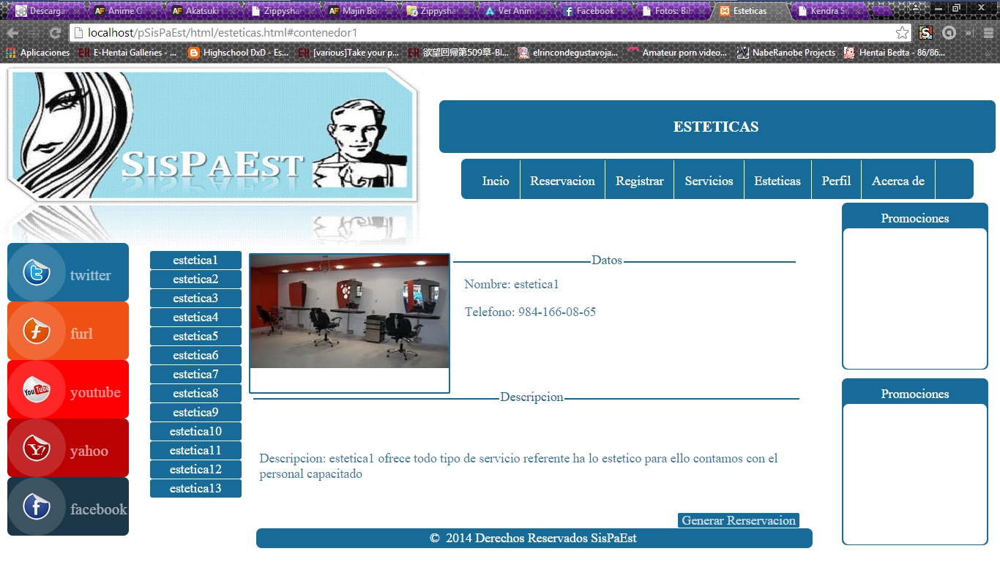 Descargar
Anime O
Akatsuki
Zippysha
Majin Bo
Zippysha
Ver Anim
Facebook
Fotos: Bib
Esteticas
Kendra Su
localhost/pSisPaEst/html/esteticas.html#contenedor1
Aplicaciones
E-Hentai Galleries - ...
Highschool DxD - Es...
[various]Take your p...
欲望回帰第509章-Bl...
elrincondegustavoja...
Amateur porn video...
NabeRanobe Projects
Hentai Bedta - 86/86...
SisPaEst
ESTETICAS
Incio
Reservacion
Registrar
Servicios
Esteticas
Perfil
Acerca de
twitter
furl
You Tube
youtube
yahoo
facebook
estetica1
estetica2
estetica3
estetica4
estetica5
estetica6
estetica7
estetica8
estetica9
estetica10
estetica11
estetica12
estetica13
Datos
Nombre: estetica1
Telefono: 984-166-08-65
Descripcion
Descripcion: estetica1 ofrece todo tipo de servicio referente ha lo estetico para ello contamos con el
personal capacitado
Generar Rerservacion
Promociones
Promociones
© 2014 Derechos Reservados SisPaEst